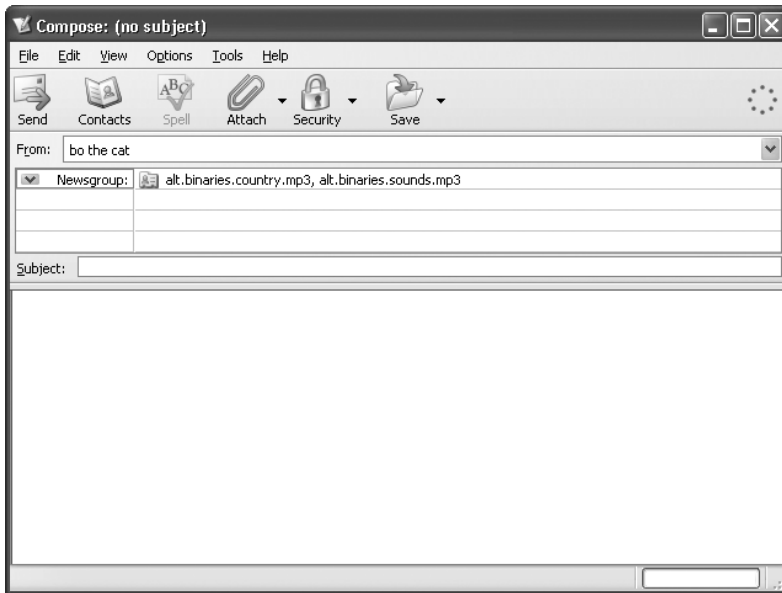 Compose: (no subject)
File Edit View Options Tools Help
Send Contacts Spell Attach Security Save
From: bo the cat
Newsgroup: alt.binaries.country.mp3, alt.binaries.sounds.mp3
Subject: